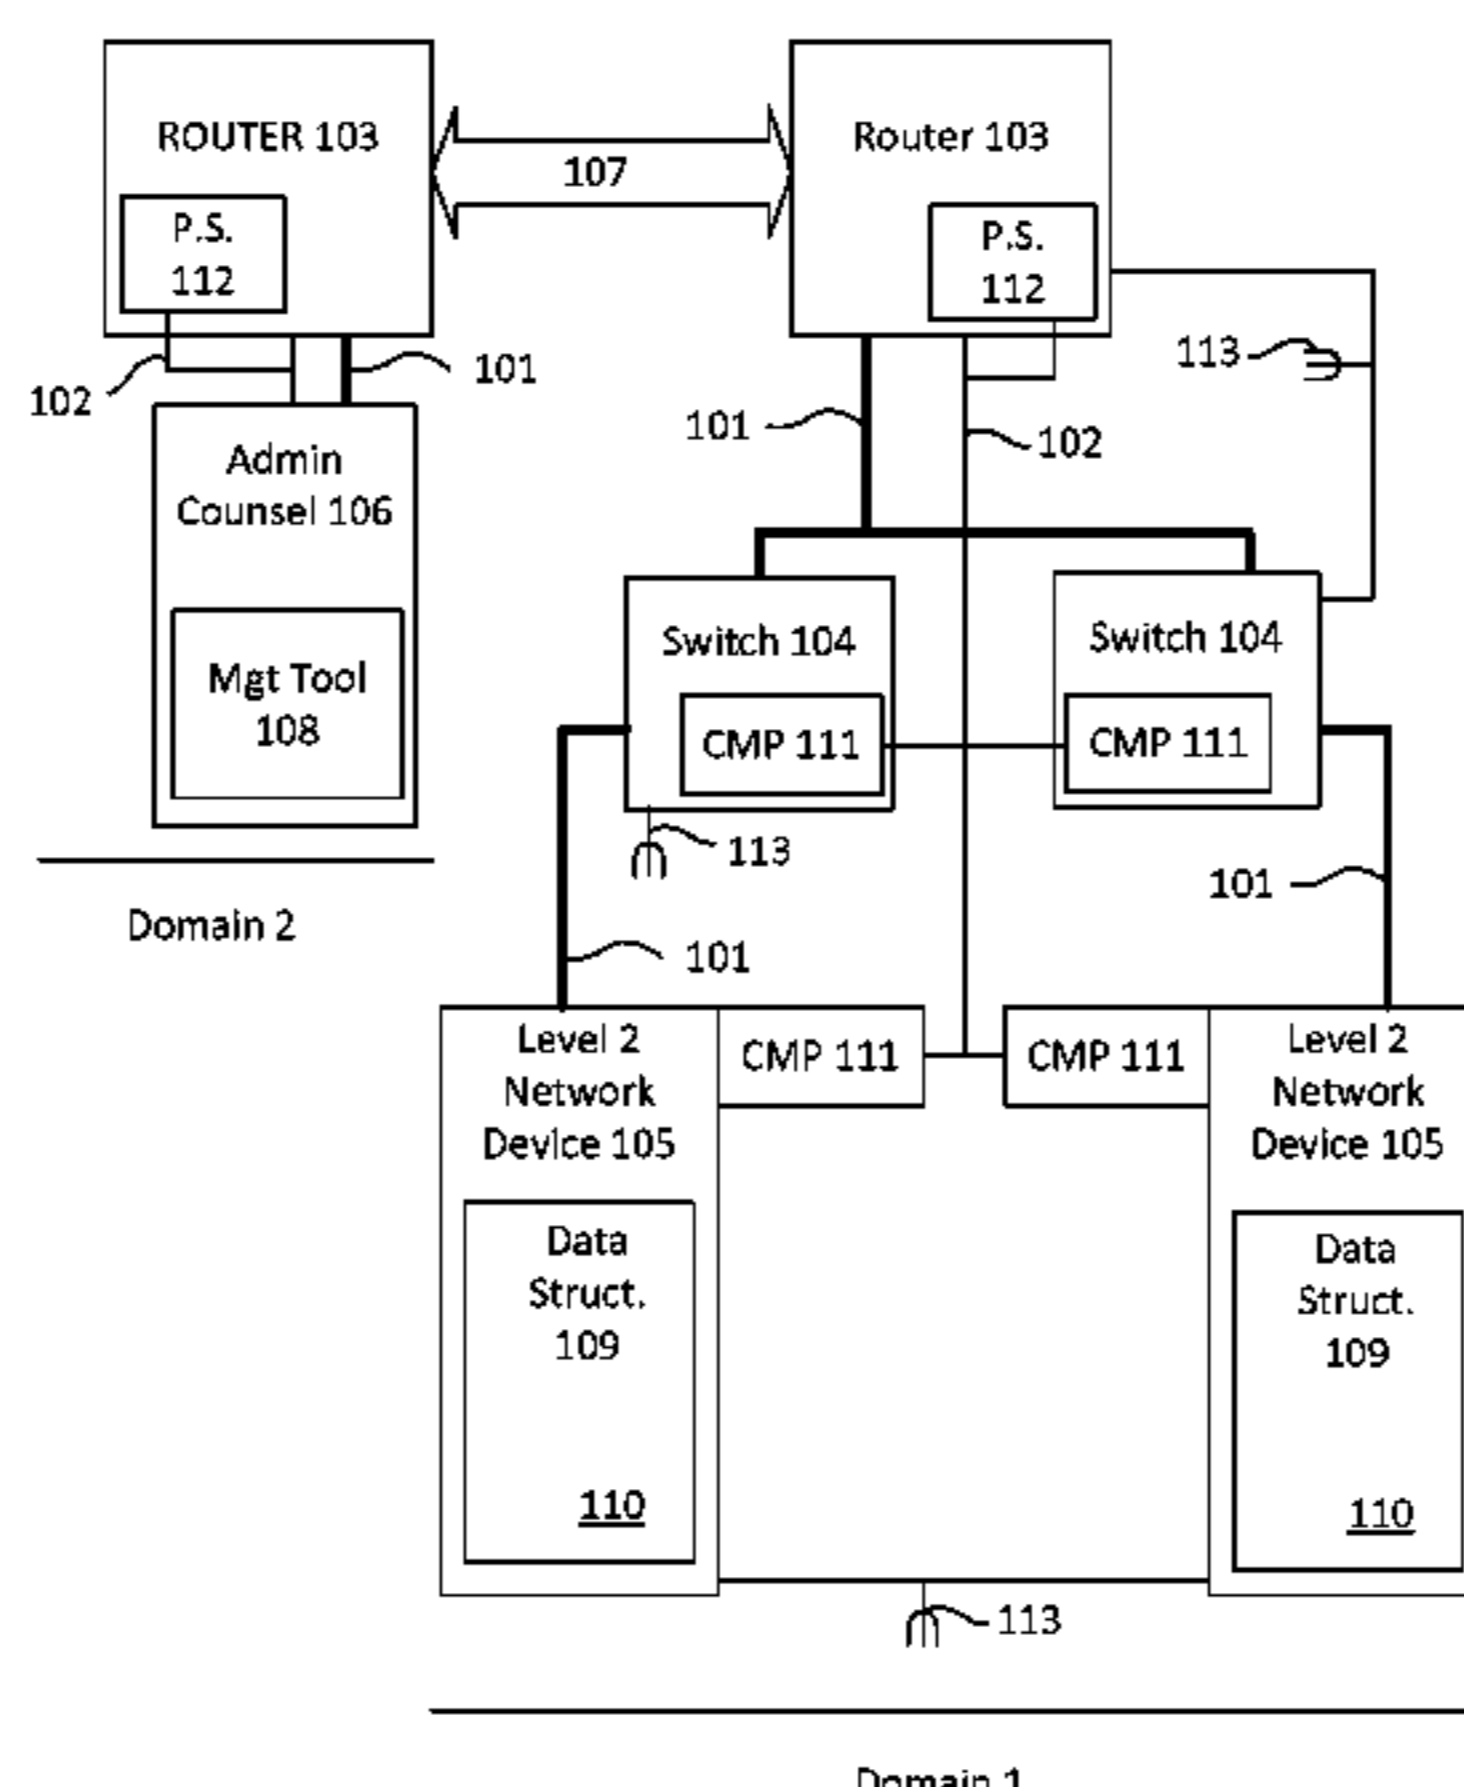 ROUTER 103
P.S.
112
107
Router 103
P.S.
112
102
101
113
101
102
Admin
Counsel 106
Mgt Tool
108
Domain 2
Switch 104
CMP 111
Switch 104
CMP 111
113
101
101
Level 2
Network
Device 105
CMP 111
CMP 111
Level 2
Network
Device 105
Data
Struct.
109
110
Data
Struct.
109
110
113
Domain 1